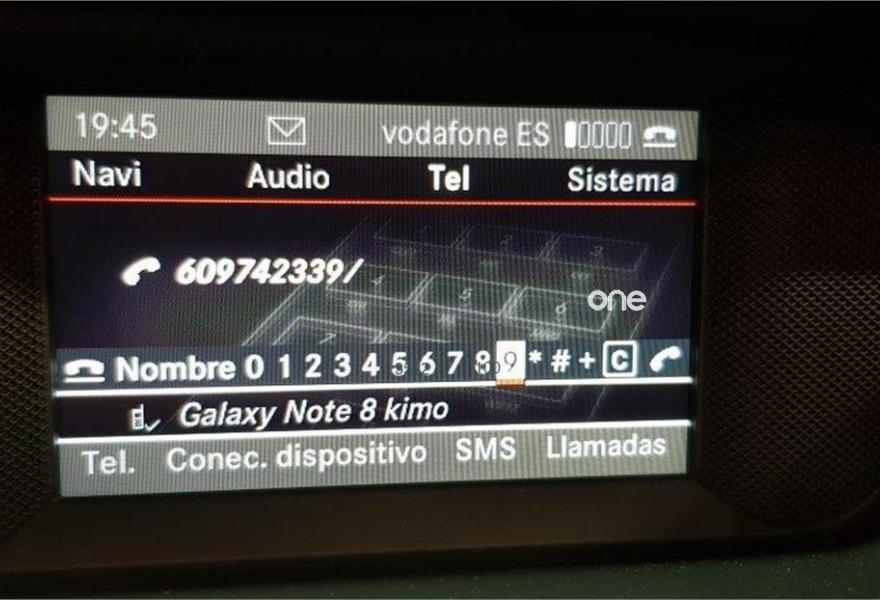 19:45 vodafone ES
Navi Audio Tel Sistema
609742339/
one
Nombre 0 1 2 3 4 5 6 7 8 9 * # + C
Galaxy Note 8 kimo
Tel. Conec. dispositivo SMS Llamadas